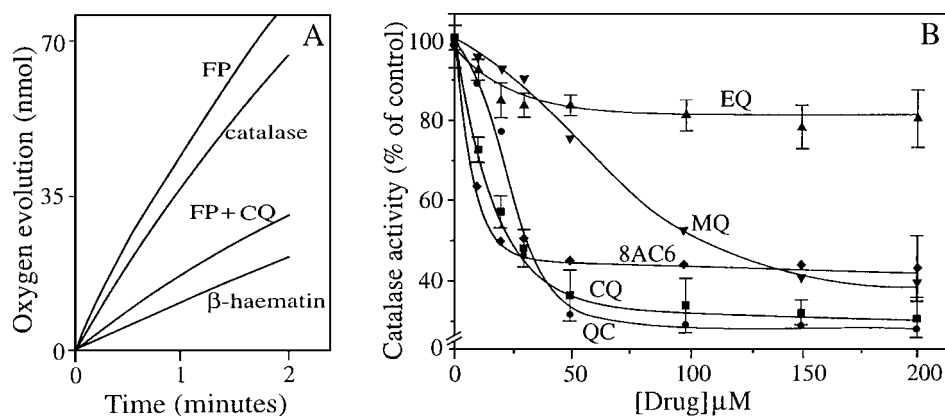 A
70
35
0
Oxygen evolution (nmol)
FP
catalase
FP+CQ
β-haematin
0
1
2
Time (minutes)
B
100
80
60
40
0
Catalase activity (% of control)
EQ
MQ
8AC6
CQ
QC
0
50
100
150
200
[Drug]µM